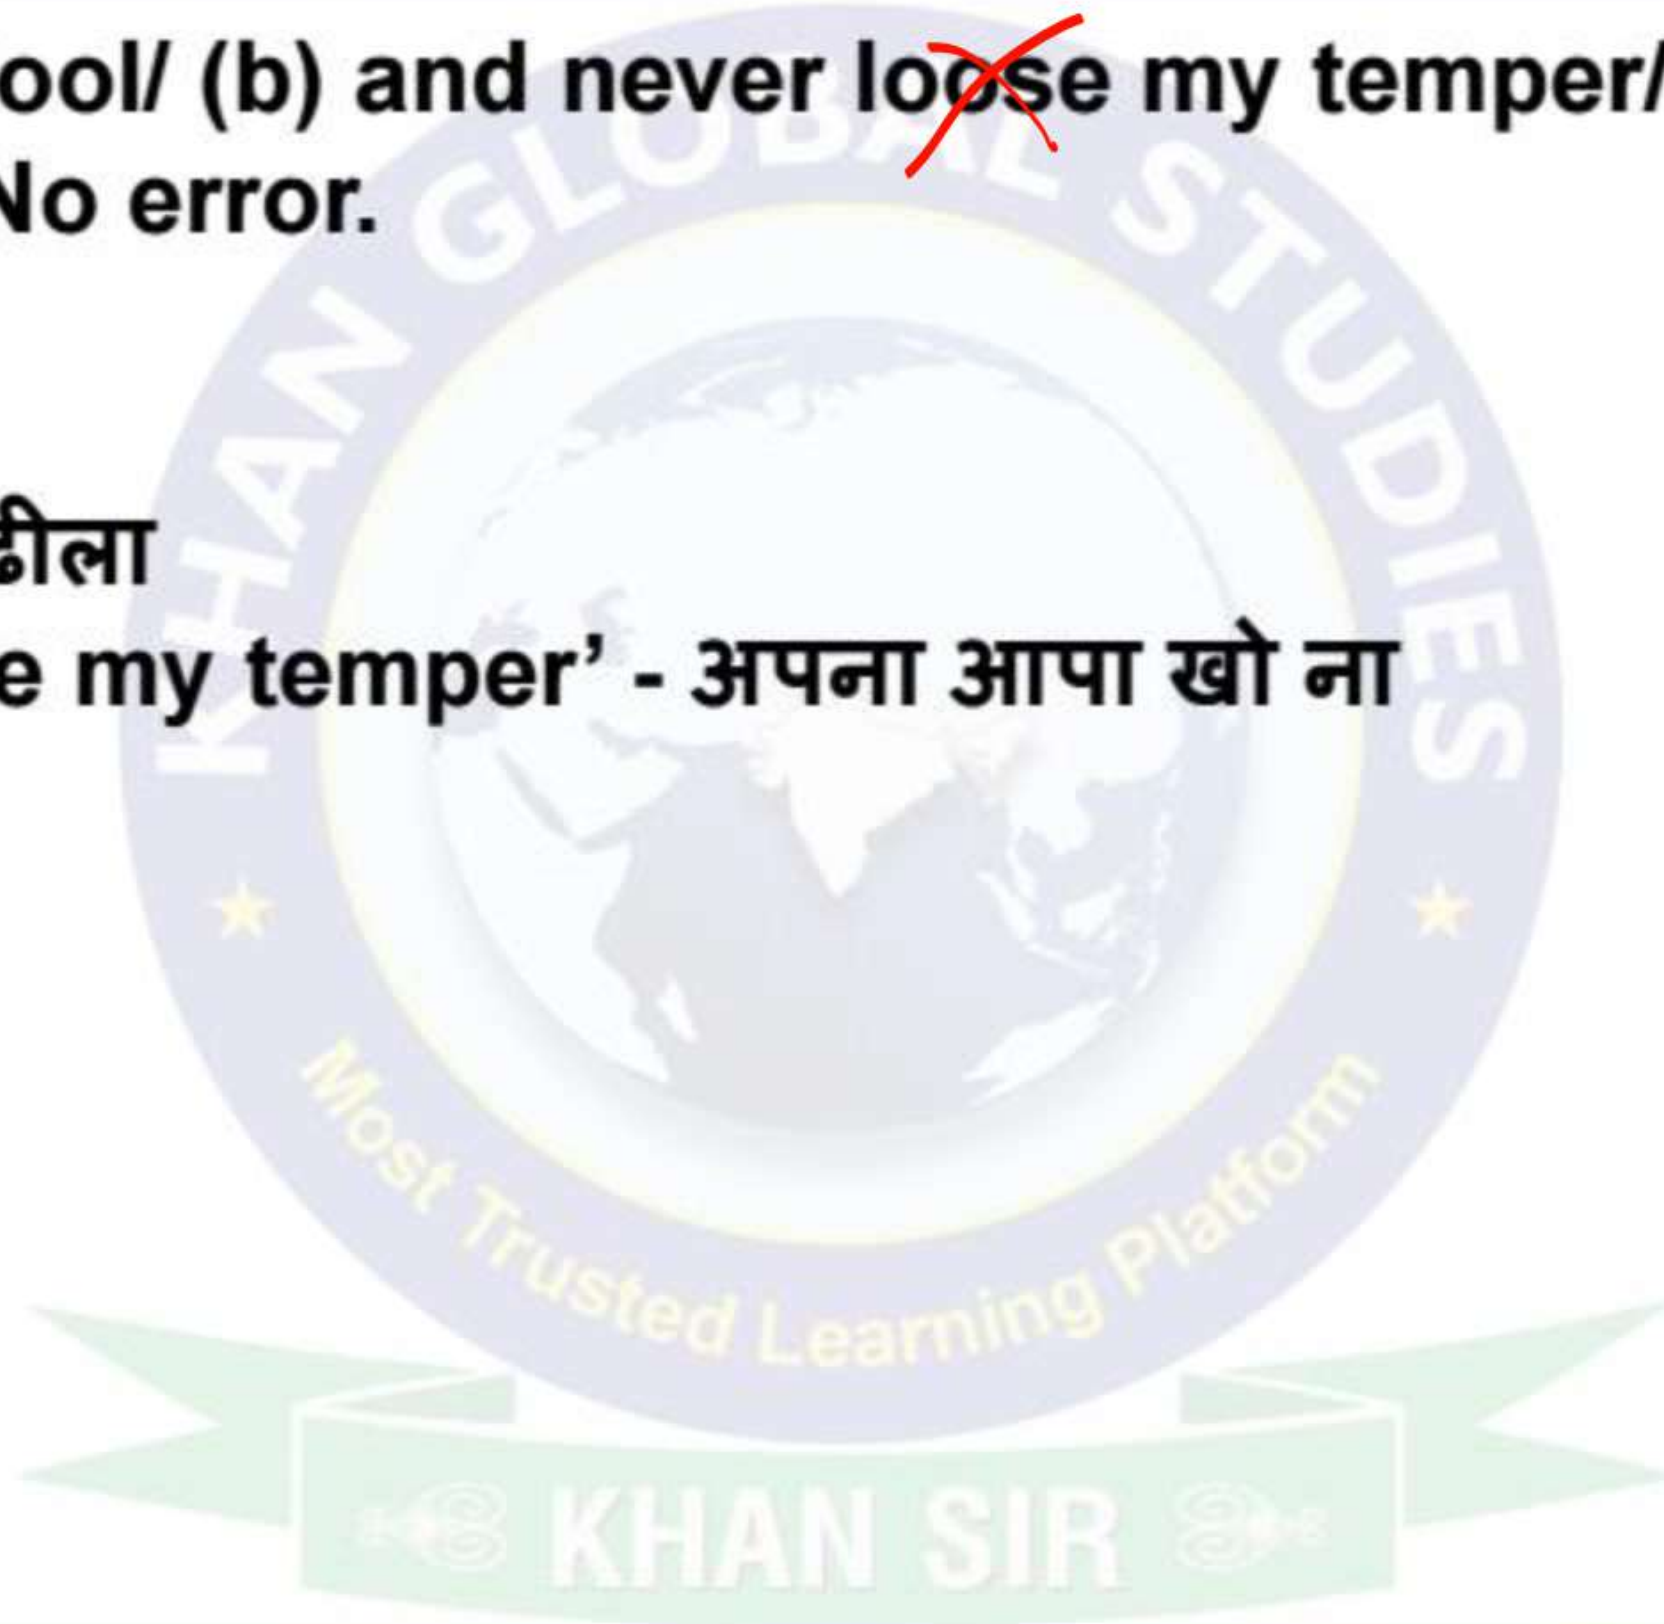 ool/ (b) and never loose my temper/
No error.
ढीला
e my temper’ - अपना आपा खो ना
KHAN GLOBAL STUDIES
Most Trusted Learning Platform
KHAN SIR